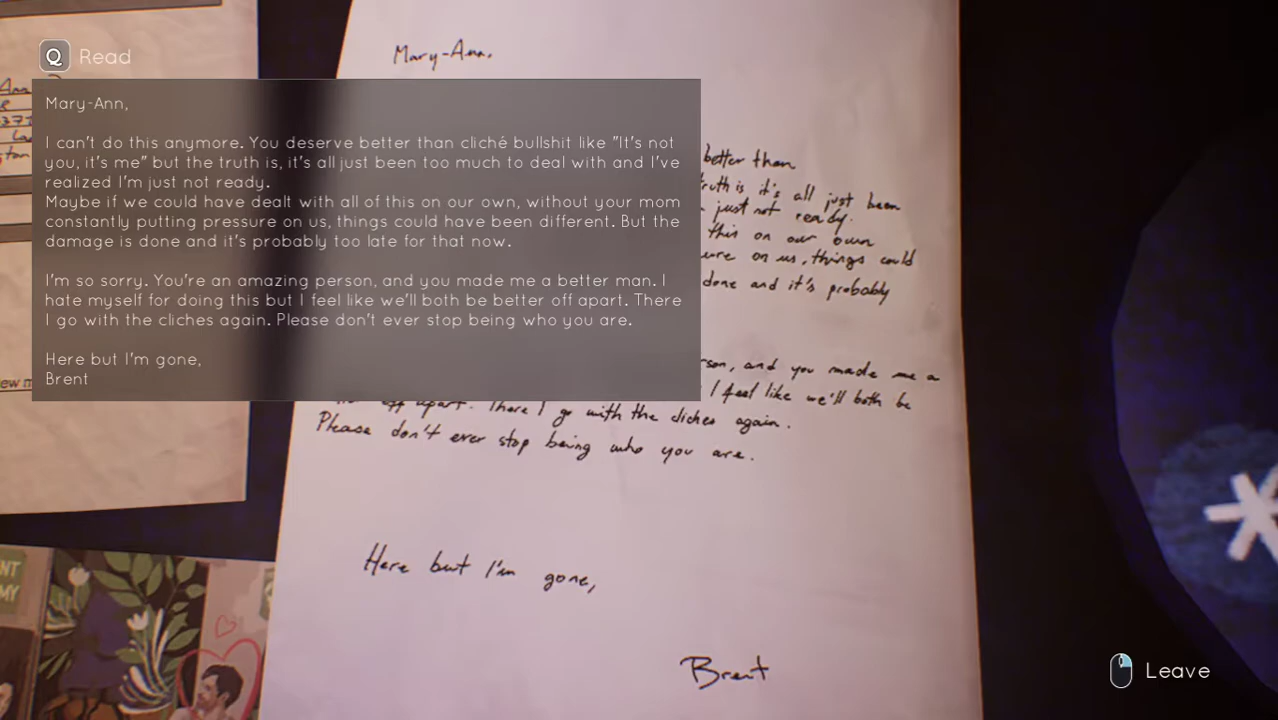 Q Read
Mary-Ann,
I can't do this anymore. You deserve better than cliché bullshit like "It's not
you, it's me" but the truth is, it's all just been too much to deal with and I've
realized I'm just not ready.
Maybe if we could have dealt with all of this on our own, without your mom
constantly putting pressure on us, things could have been different. But the
damage is done and it's probably too late for that now.
I'm so sorry. You're an amazing person, and you made me a better man. I
hate myself for doing this but I feel like we'll both be better off apart. There
I go with the cliches again. Please don't ever stop being who you are.
Here but I'm gone,
Brent
Mary-Ann.
better than
truth is it's all just been
just not ready.
this on our own
ure on us, things could
done and it's probably
rson, and you made me a
I feel like we'll both be
off apart. There I go with the cliches again.
Please don't ever stop being who you are.
Here but I'm gone,
Brent
Leave